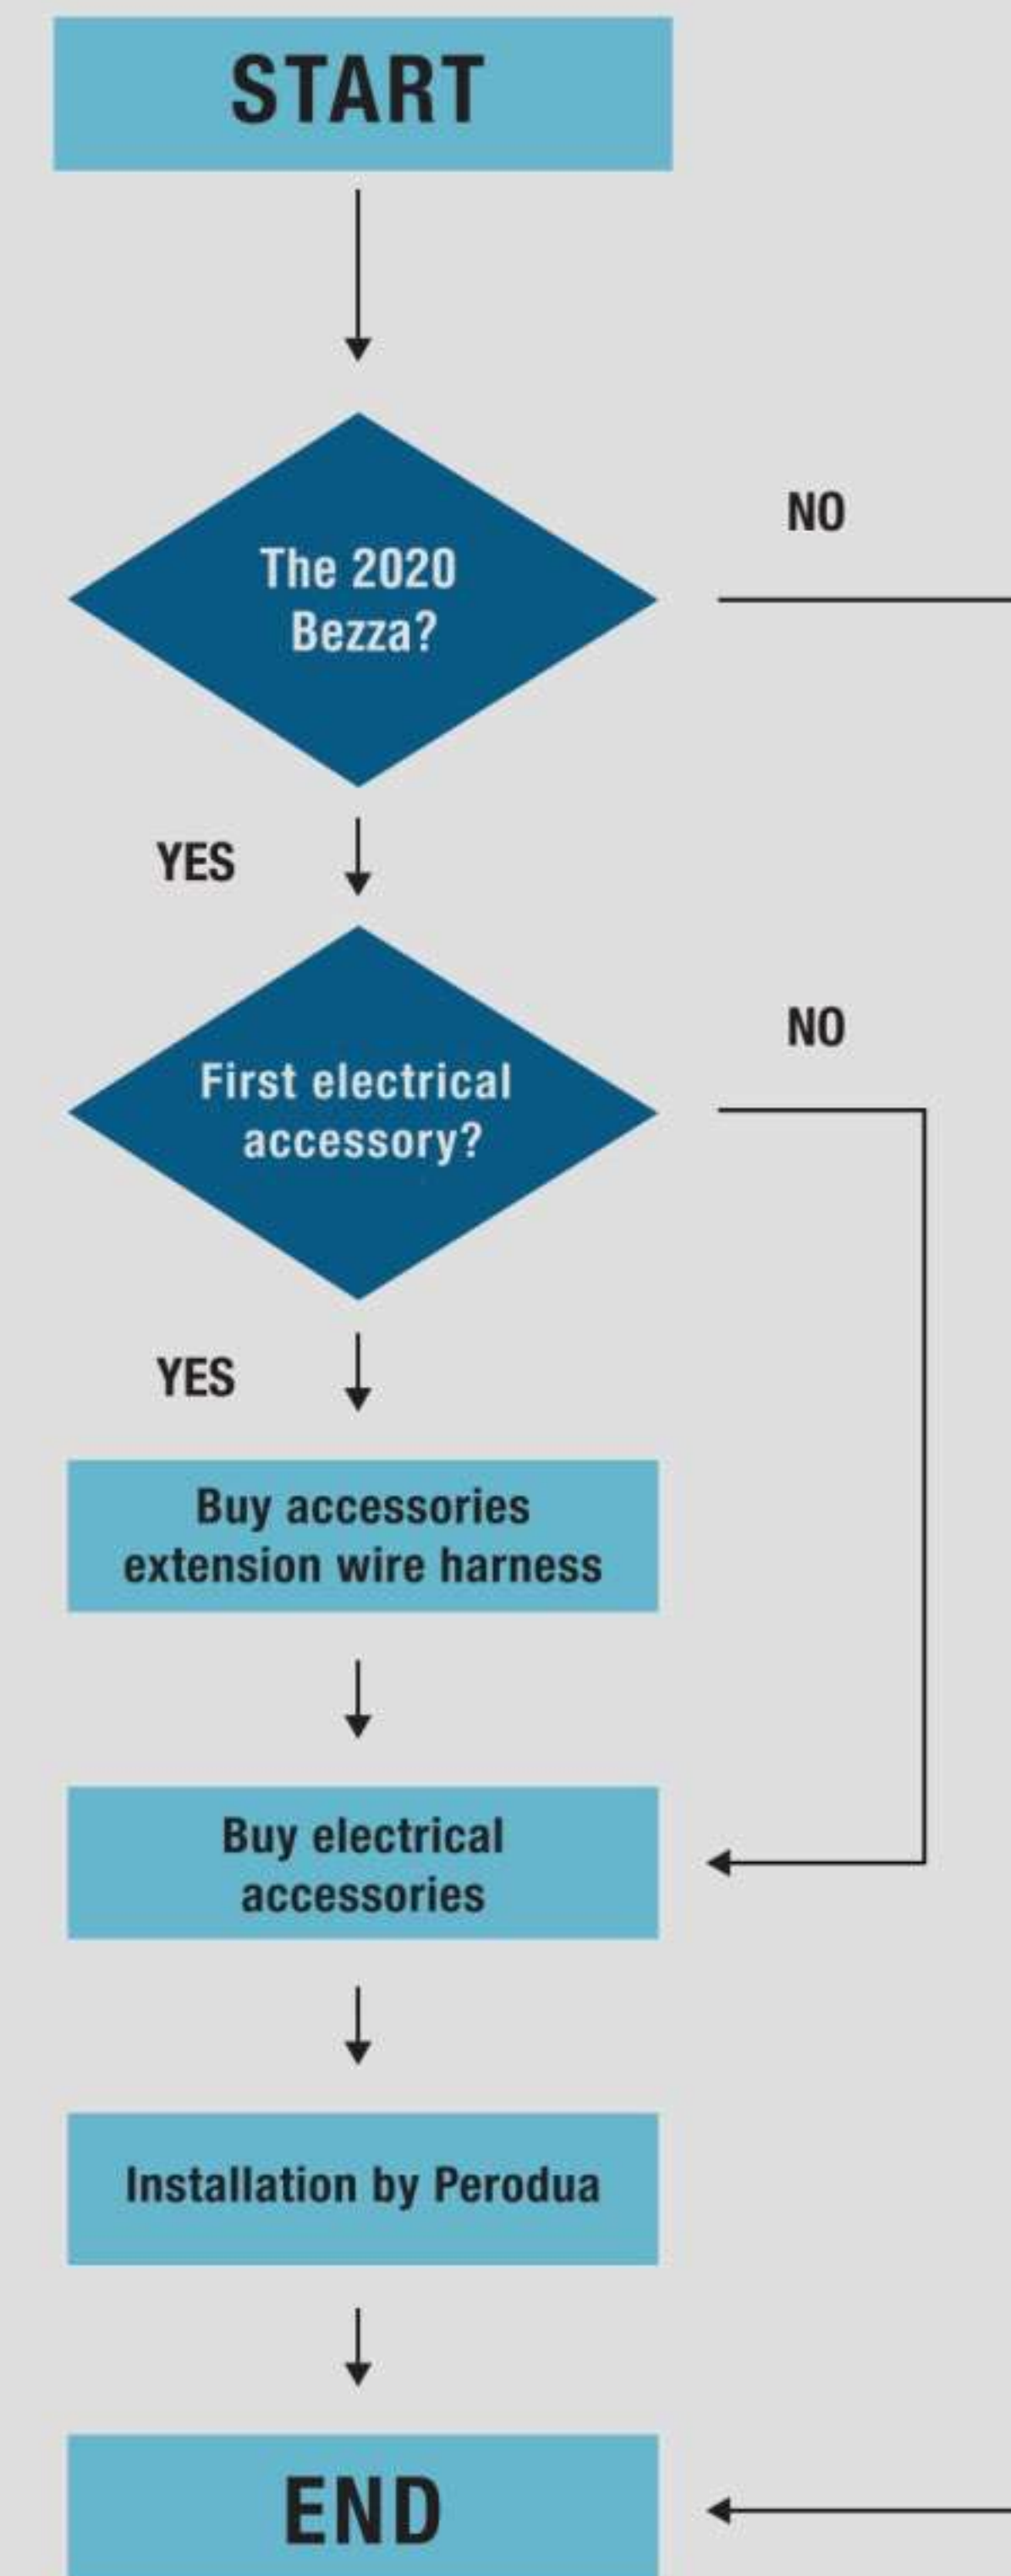 START
The 2020
Bezza?
NO
YES
First electrical
accessory?
NO
YES
Buy accessories
extension wire harness
Buy electrical
accessories
Installation by Perodua
END